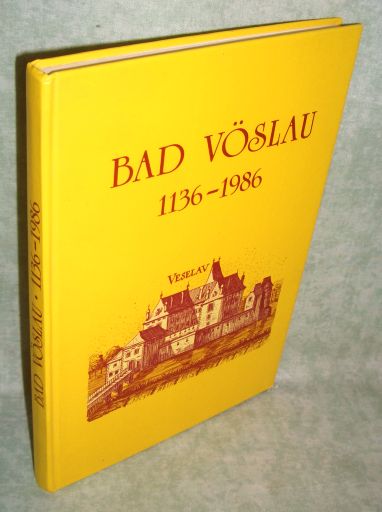 BAD VÖSLAU
1136–1986
VESELAV
BAD VÖSLAU · 1136–1986